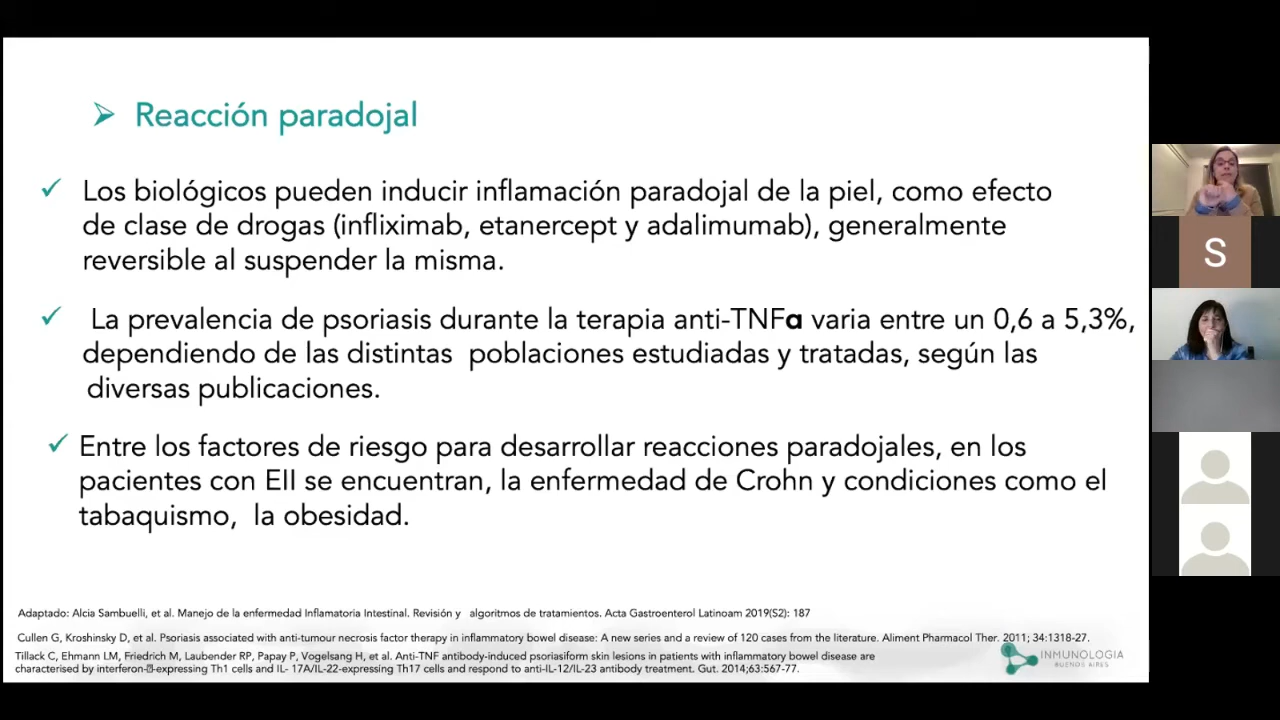 Reacción paradojal
Los biológicos pueden inducir inflamación paradojal de la piel, como efecto
de clase de drogas (infliximab, etanercept y adalimumab), generalmente
reversible al suspender la misma.
La prevalencia de psoriasis durante la terapia anti-TNFα varia entre un 0,6 a 5,3%,
dependiendo de las distintas poblaciones estudiadas y tratadas, según las
diversas publicaciones.
Entre los factores de riesgo para desarrollar reacciones paradojales, en los
pacientes con EII se encuentran, la enfermedad de Crohn y condiciones como el
tabaquismo, la obesidad.
Adaptado: Alcia Sambuelli, et al. Manejo de la enfermedad Inflamatoria Intestinal. Revisión y algoritmos de tratamientos. Acta Gastroenterol Latinoam 2019(S2): 187
Cullen G, Kroshinsky D, et al. Psoriasis associated with anti-tumour necrosis factor therapy in inflammatory bowel disease: A new series and a review of 120 cases from the literature. Aliment Pharmacol Ther. 2011; 34:1318-27.
Tillack C, Ehmann LM, Friedrich M, Laubender RP, Papay P, Vogelsang H, et al. Anti-TNF antibody-induced psoriasiform skin lesions in patients with inflammatory bowel disease are
characterised by interferon-expressing Th1 cells and IL- 17A/IL-22-expressing Th17 cells and respond to anti-IL-12/IL-23 antibody treatment. Gut. 2014;63:567-77.
INMUNOLOGIA
BUENOS AIRES
S